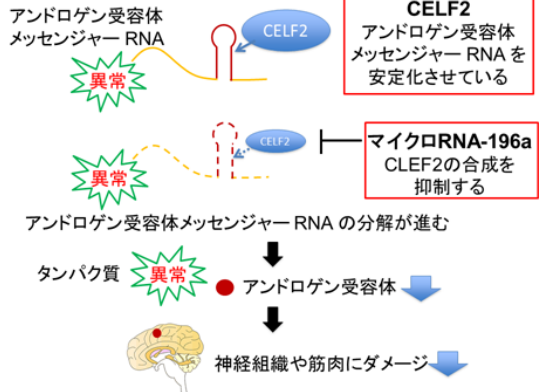 アンドロゲン受容体
メッセンジャー RNA
異常
CELF2
CELF2
アンドロゲン受容体
メッセンジャー RNA を
安定化させている
異常
CELF2
マイクロRNA-196a
CLEF2の合成を
抑制する
アンドロゲン受容体メッセンジャー RNA の分解が進む
タンパク質
異常
アンドロゲン受容体
神経組織や筋肉にダメージ